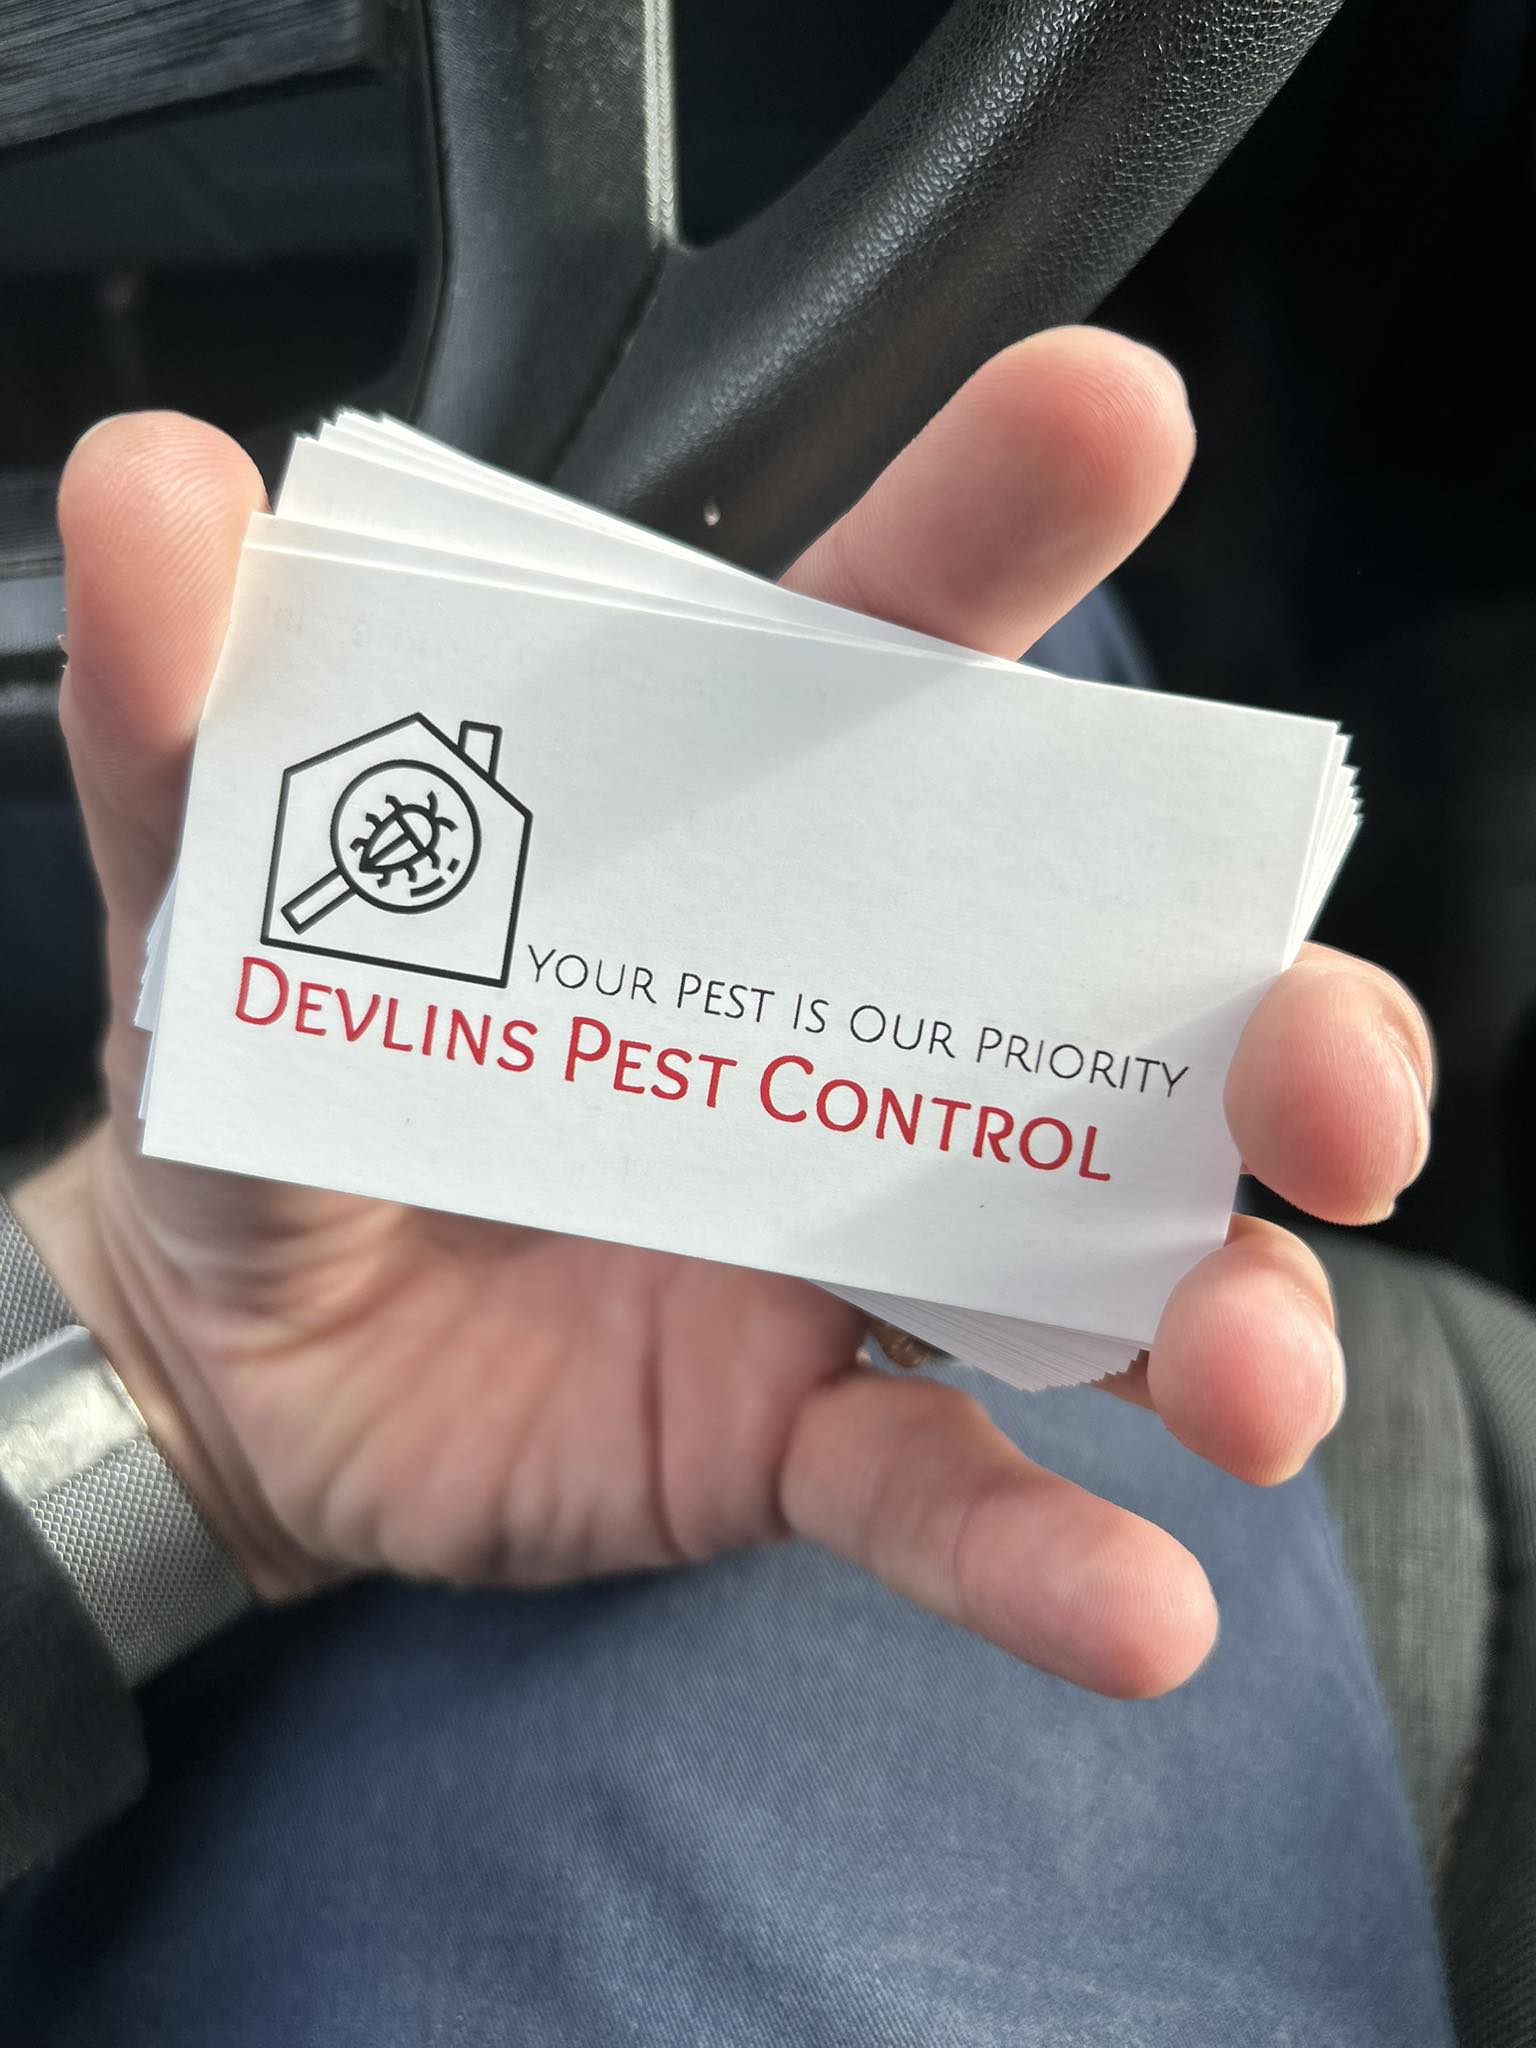 YOUR PEST IS OUR PRIORITY
DEVLINS PEST CONTROL